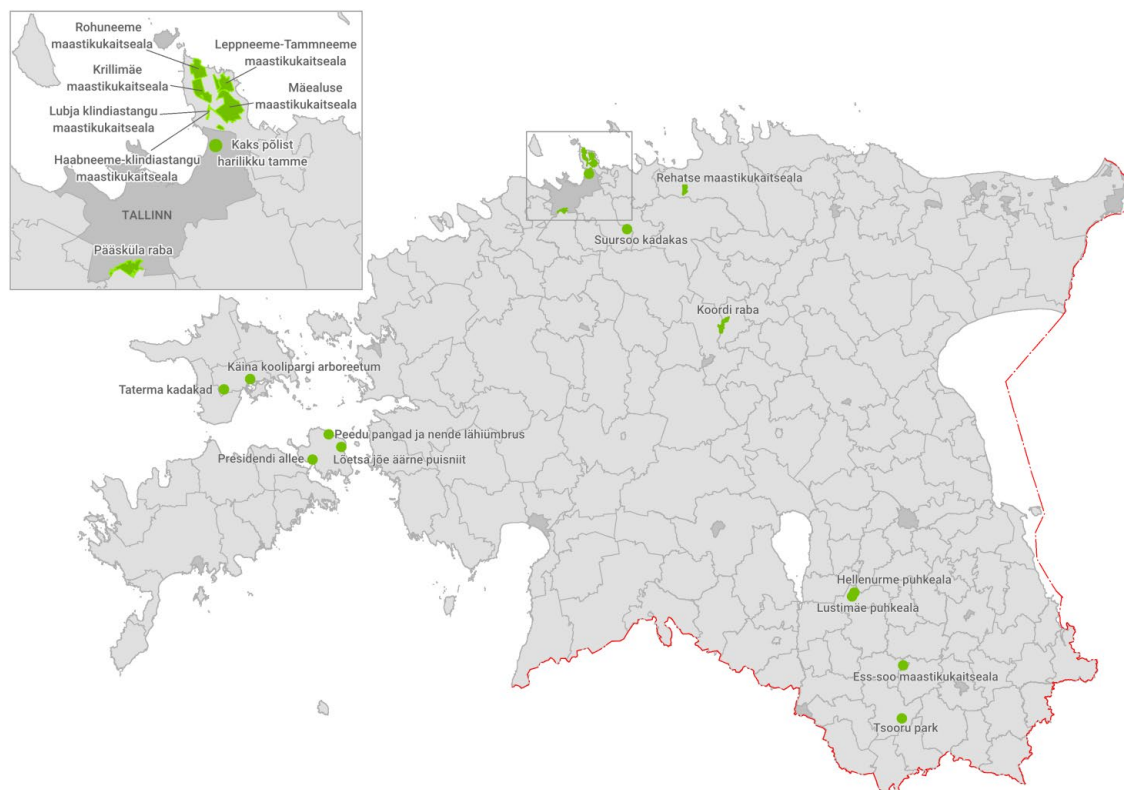 Rohuneeme
maastikukaitseala
Leppneeme-Tammneeme
maastikukaitseala
Krillimäe
maastikukaitseala
Mäealuse
maastikukaitseala
Lubja klindiastangu
maastikukaitseala
Haabneeme-klindiastangu
maastikukaitseala
Kaks põlist
harilikku tamme
TALLINN
Pääsküla raba
Rehatse maastikukaitseala
Suursoo kadakas
Koordi raba
Käina koolipargi arboreetum
Taterma kadakad
Peedu pangad ja nende lähiümbrus
Presidendi allee
Lõetsa jõe äärne puisniit
Hellenurme puhkeala
Lustimäe puhkeala
Ess-soo maastikukaitseala
Tsooru park